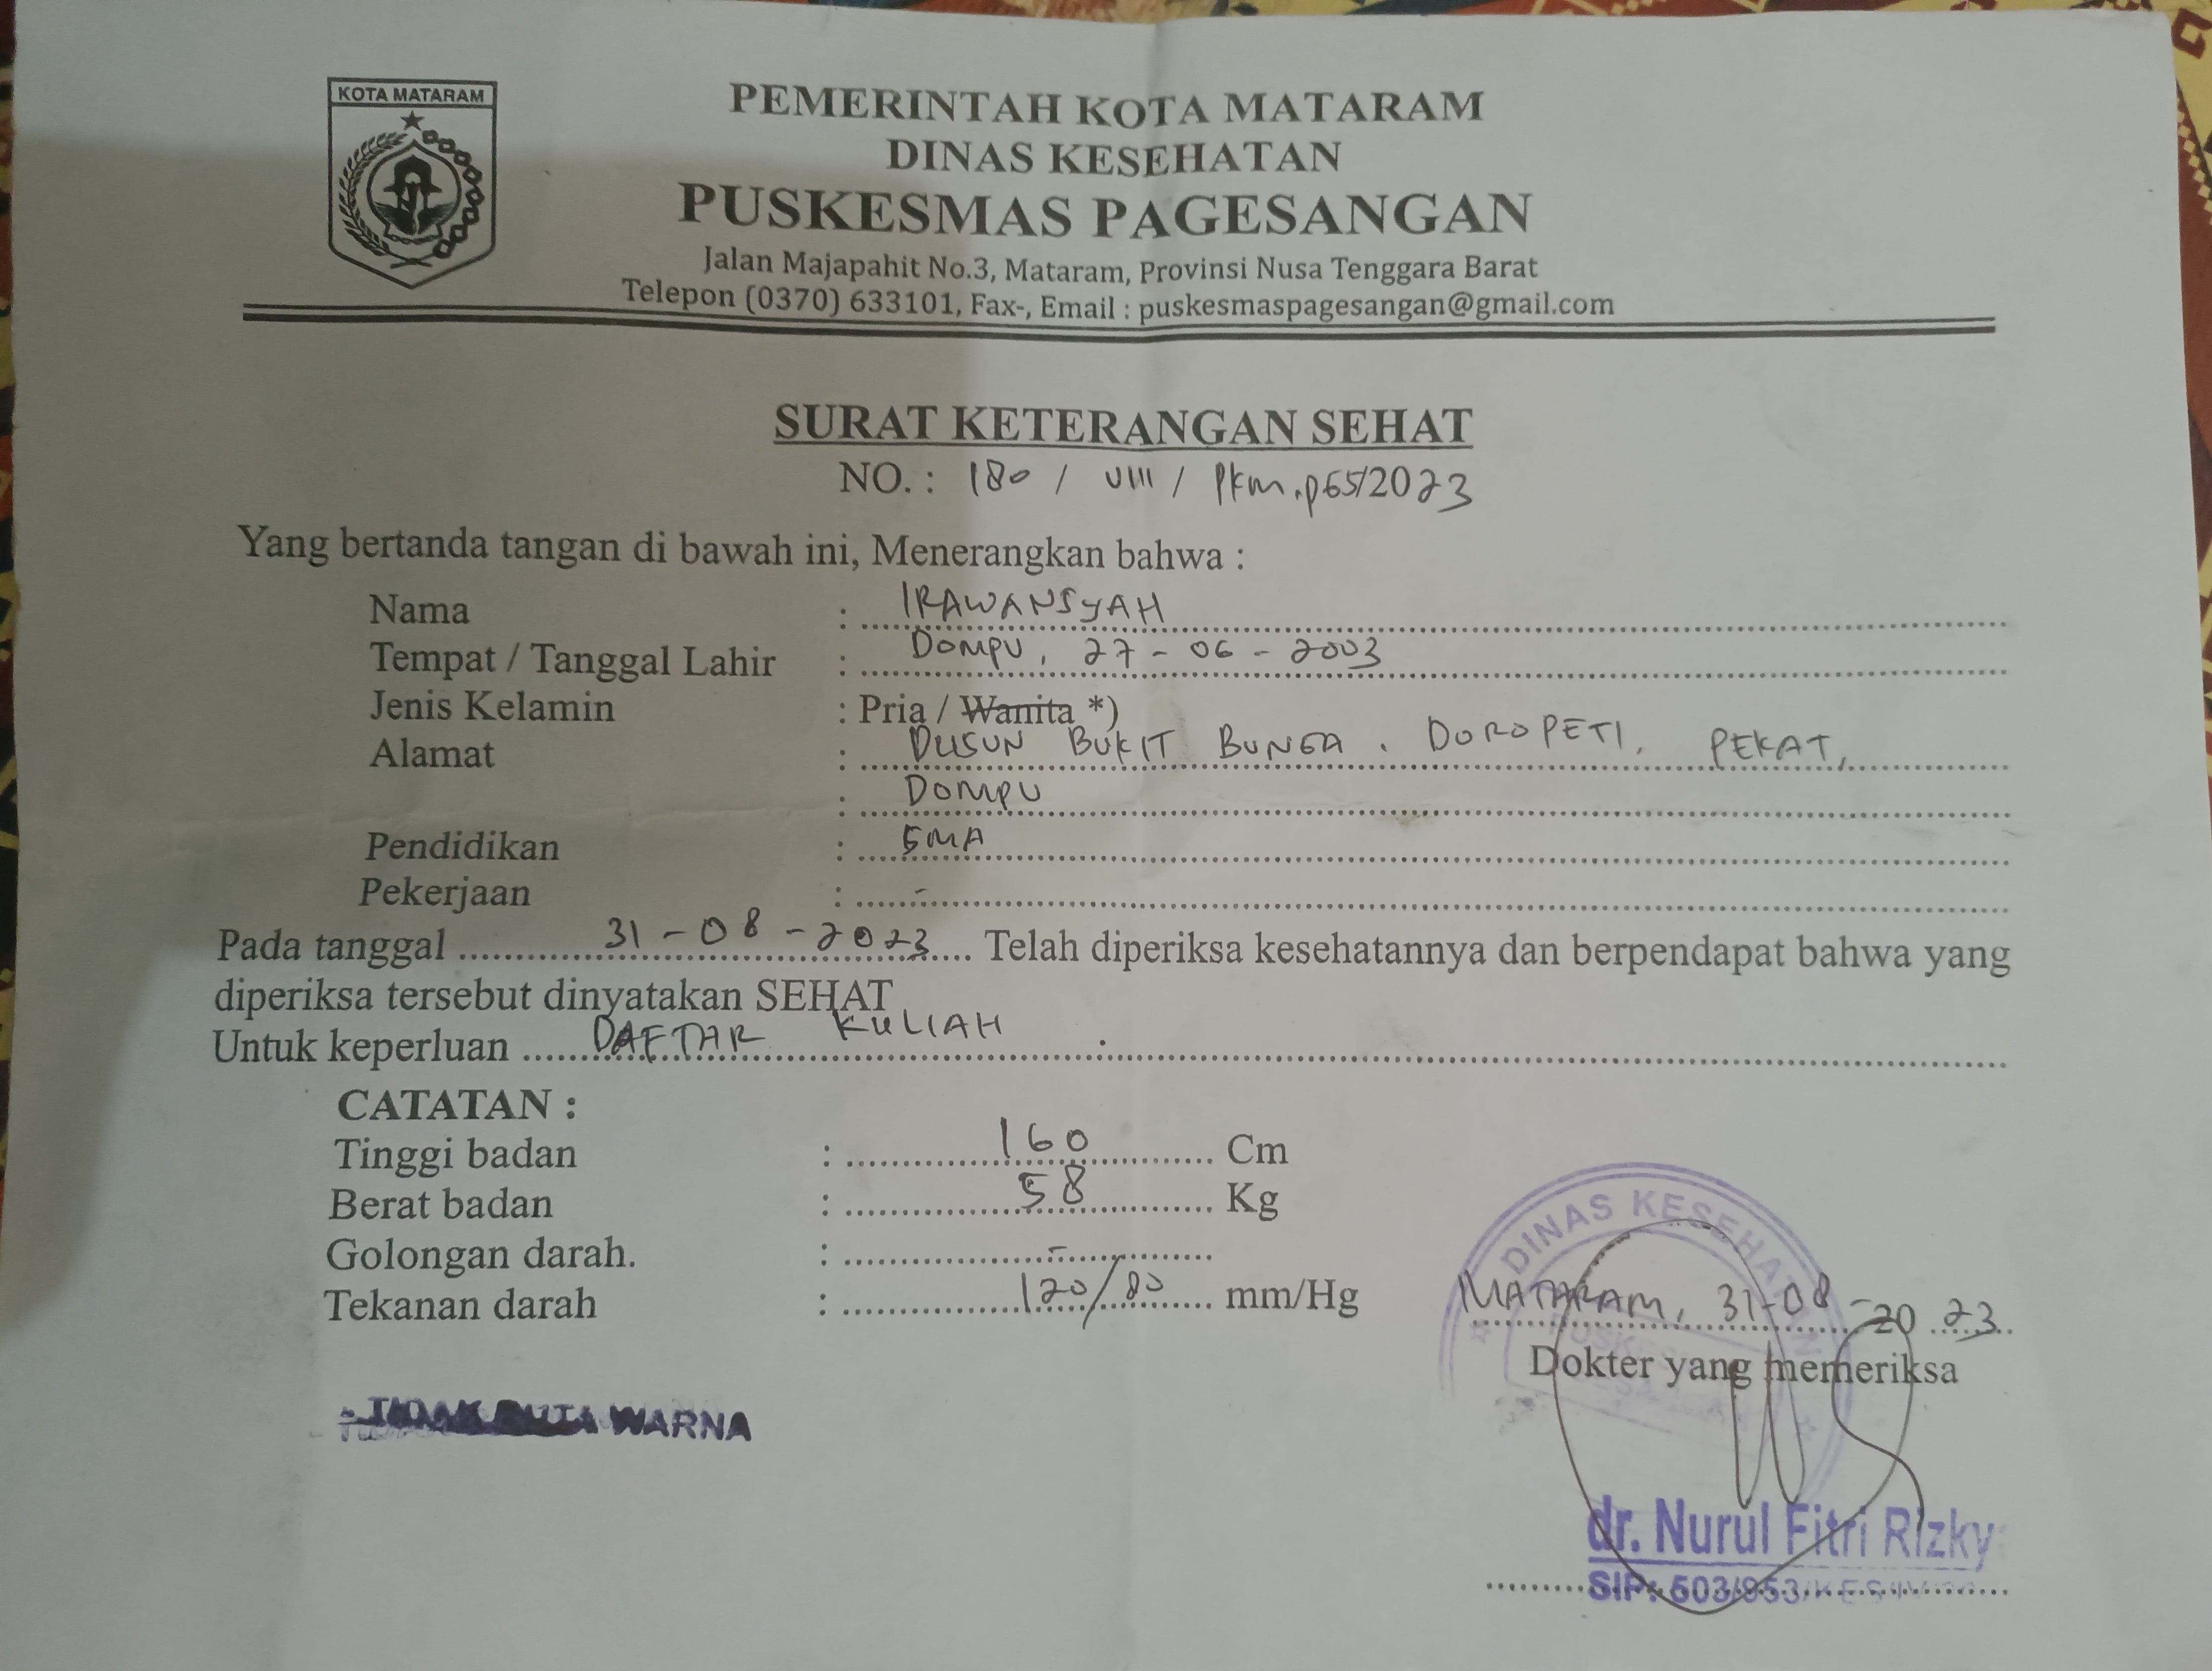 KOTA MATARAM
PEMERINTAH KOTA MATARAM
DINAS KESEHATAN
PUSKESMAS PAGESANGAN
Jalan Majapahit No.3, Mataram, Provinsi Nusa Tenggara Barat
Telepon (0370) 633101, Fax-, Email : puskesmaspagesangan@gmail.com
SURAT KETERANGAN SEHAT
NO. : 180 / VIII / Pkm.p65/2023
Yang bertanda tangan di bawah ini, Menerangkan bahwa :
Nama : IRAWANSYAH
Tempat / Tanggal Lahir : DOMPU, 27 - 06 - 2003
Jenis Kelamin : Pria / Wanita *)
Alamat : DUSUN BUKIT BUNGA. DOROPETI. PEKAT,
: DOMPU
Pendidikan : SMA
Pekerjaan : -
Pada tanggal 31 - 08 - 2023 Telah diperiksa kesehatannya dan berpendapat bahwa yang
diperiksa tersebut dinyatakan SEHAT
Untuk keperluan DAFTAR KULIAH
CATATAN :
Tinggi badan : 160 Cm
Berat badan : 58 Kg
Golongan darah. : -
Tekanan darah : 120/80 mm/Hg
DINAS KESEHATAN
MATARAM, 31-08-2023
Dokter yang memeriksa
- TIDAK BUTA WARNA
dr. Nurul Fitri Rizky
SIP: 503/953/KES